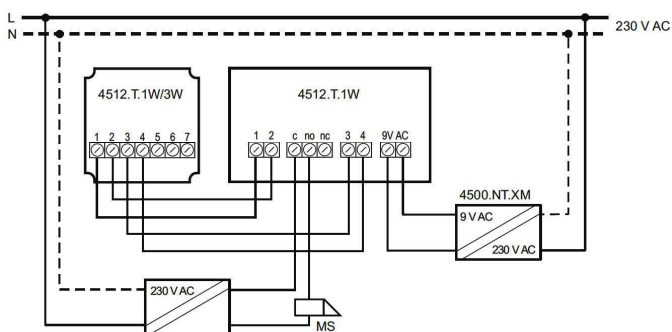 L
N
230 V AC
4512.T.1W/3W
1 2 3 4 5 6 7
4512.T.1W
1 2 c no nc 3 4 9V AC
4500.NT.XM
9 V AC
230 V AC
230 V AC
MS